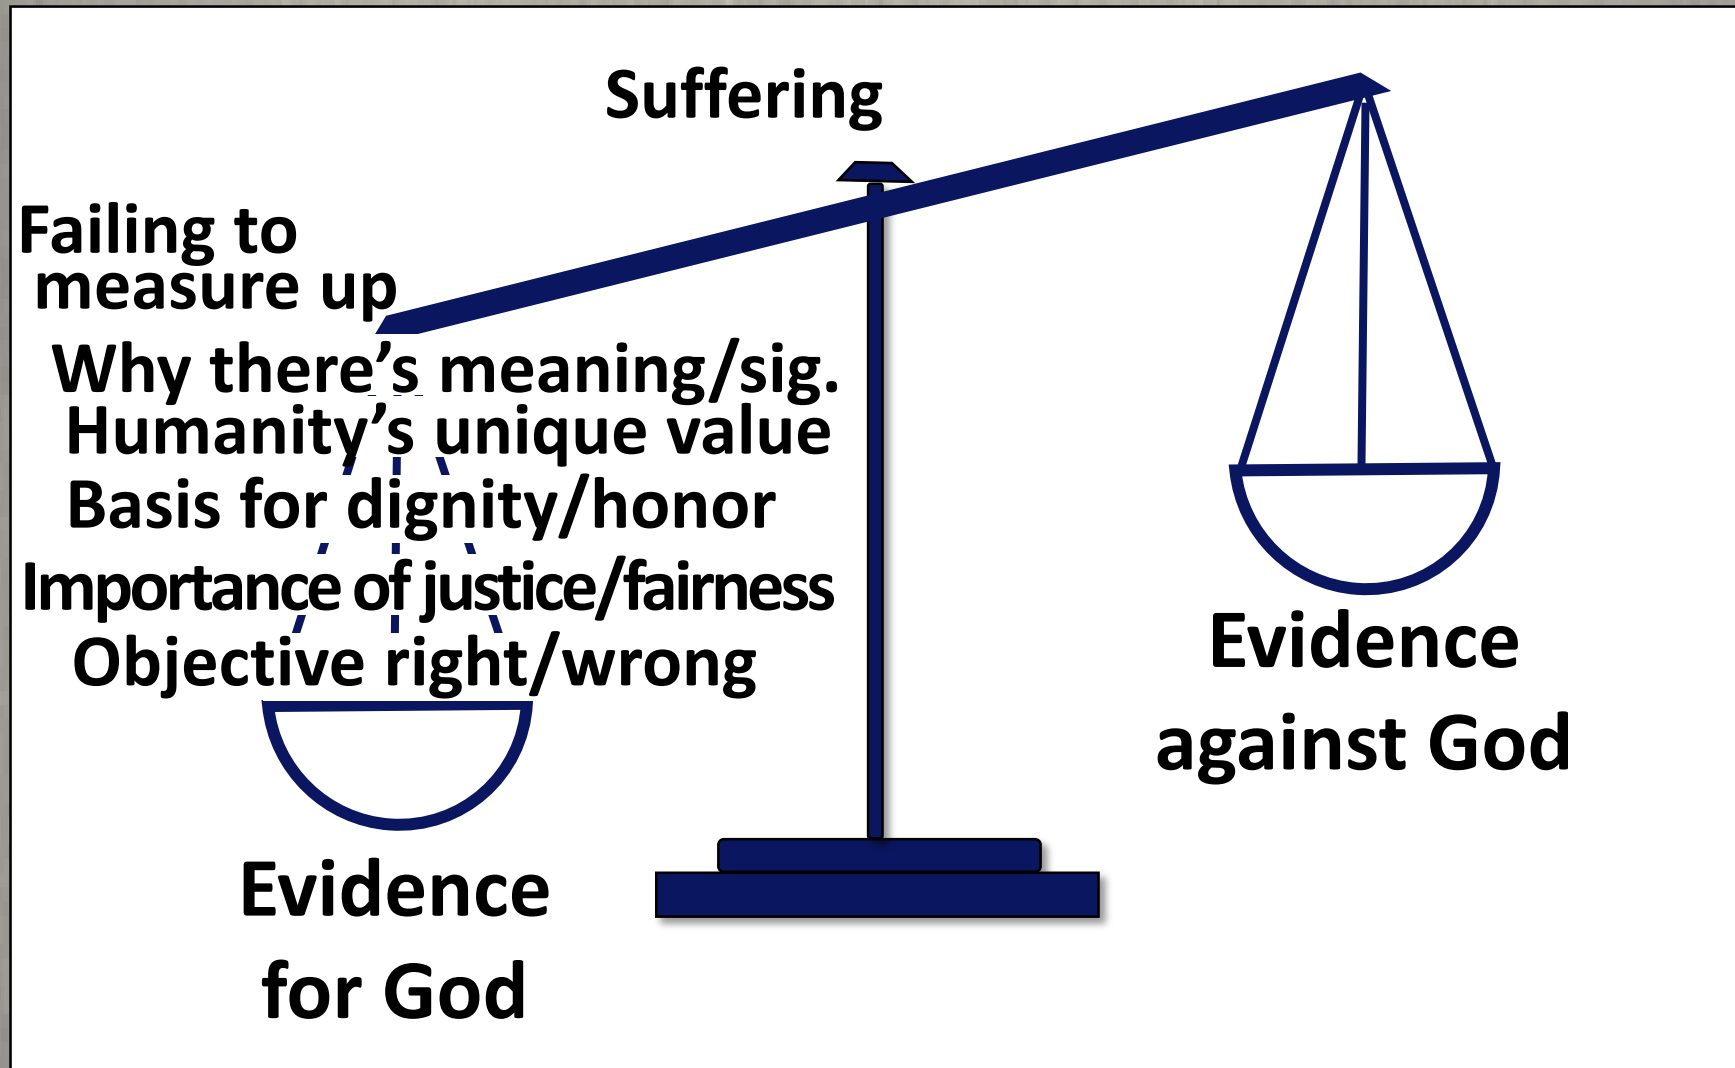 Suffering
Failing to
measure up
Why there’s meaning/sig.
Humanity’s unique value
Basis for dignity/honor
Importance of justice/fairness
Objective right/wrong
Evidence
for God
Evidence
against God